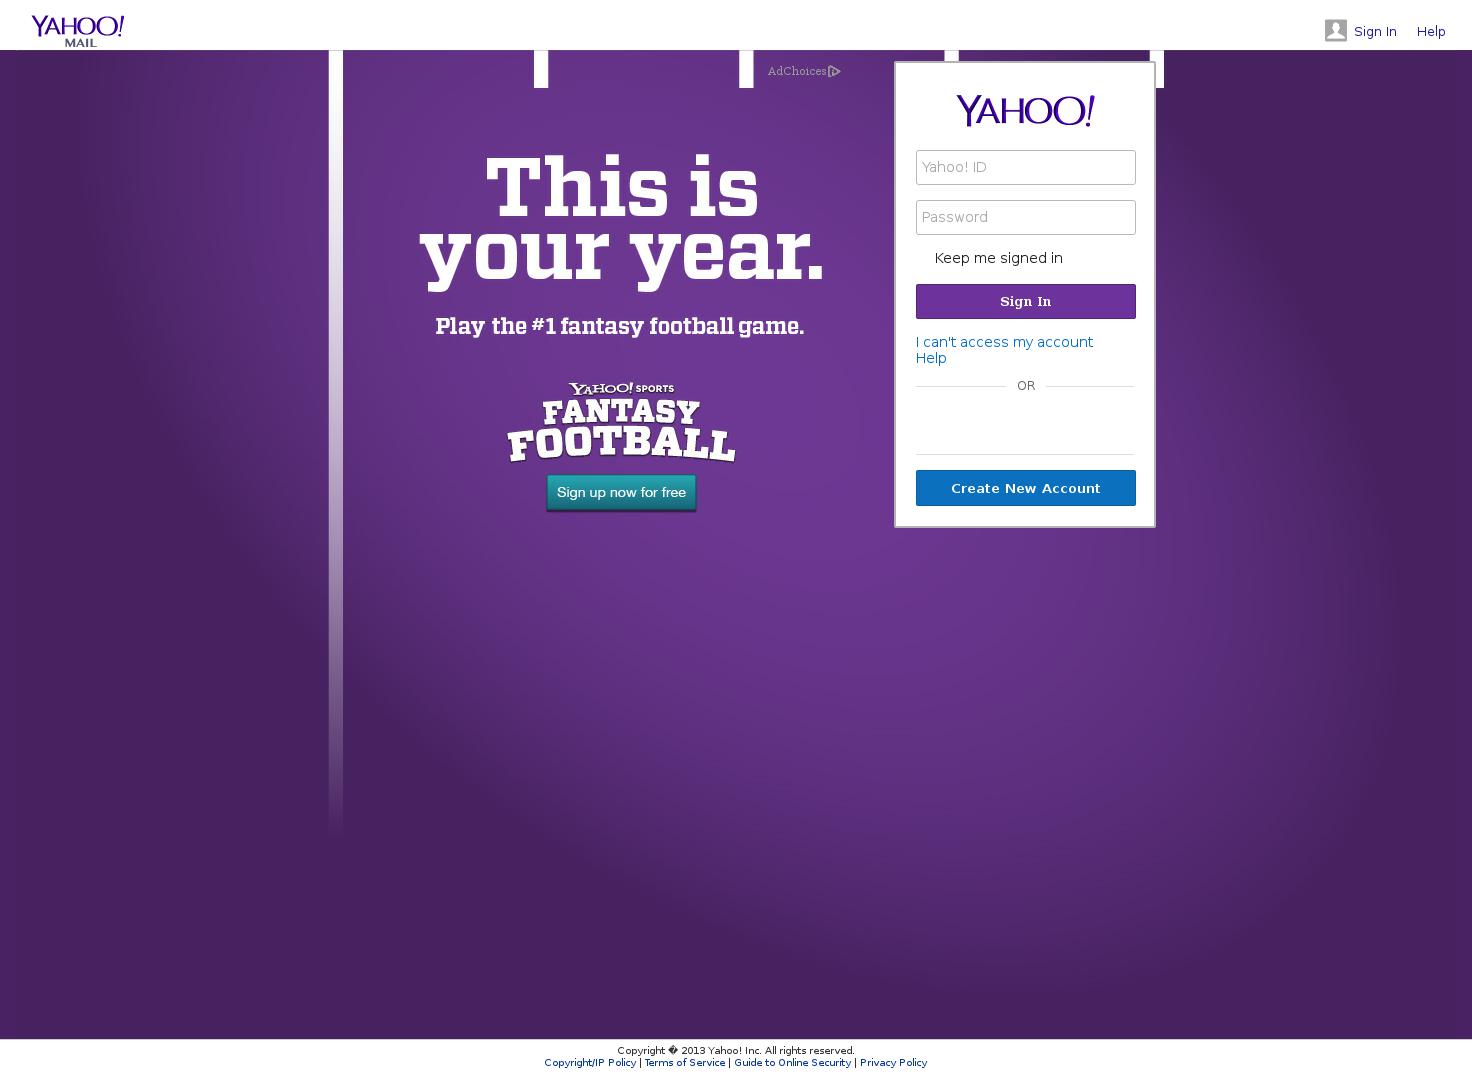 YAHOO!
MAIL
Sign In
Help
AdChoices
This is
your year.
Play the #1 fantasy football game.
YAHOO! SPORTS
FANTASY
FOOTBALL
Sign up now for free
YAHOO!
Yahoo! ID
Password
Keep me signed in
Sign In
I can't access my account
Help
OR
Create New Account
Copyright � 2013 Yahoo! Inc. All rights reserved.
Copyright/IP Policy | Terms of Service | Guide to Online Security | Privacy Policy